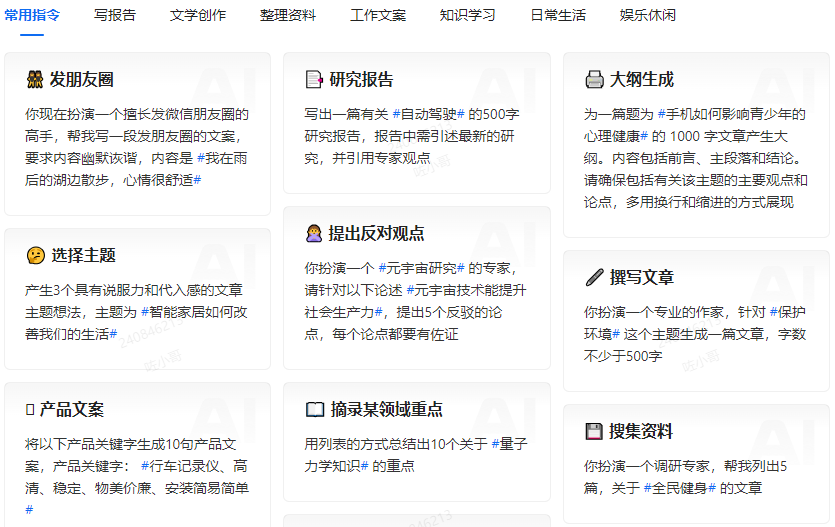 常用指令 写报告 文学创作 整理资料 工作文案 知识学习 日常生活 娱乐休闲
发朋友圈
你现在扮演一个擅长发微信朋友圈的
高手，帮我写一段发朋友圈的文案，
要求内容幽默诙谐，内容是 #我在雨
后的湖边散步，心情很舒适#
选择主题
产生3个具有说服力和代入感的文章
主题想法，主题为 #智能家居如何改
善我们的生活#
产品文案
将以下产品关键字生成10句产品文
案，产品关键字： #行车记录仪、高
清、稳定、物美价廉、安装简易简单
#
研究报告
写出一篇有关 #自动驾驶# 的500字
研究报告，报告中需引述最新的研
究，并引用专家观点
提出反对观点
你扮演一个 #元宇宙研究# 的专家，
请针对以下论述 #元宇宙技术能提升
社会生产力#，提出5个反驳的论
点，每个论点都要有佐证
摘录某领域重点
用列表的方式总结出10个关于 #量子
力学知识# 的重点
大纲生成
为一篇题为 #手机如何影响青少年的
心理健康# 的 1000 字文章产生大
纲。内容包括前言、主段落和结论。
请确保包括有关该主题的主要观点和
论点，多用换行和缩进的方式展现
撰写文章
你扮演一个专业的作家，针对 #保护
环境# 这个主题生成一篇文章，字数
不少于500字
搜集资料
你扮演一个调研专家，帮我列出5
篇，关于 #全民健身# 的文章
AI
AI
AI
AI
AI
AI
AI
AI
AI
240846213
咗小哥